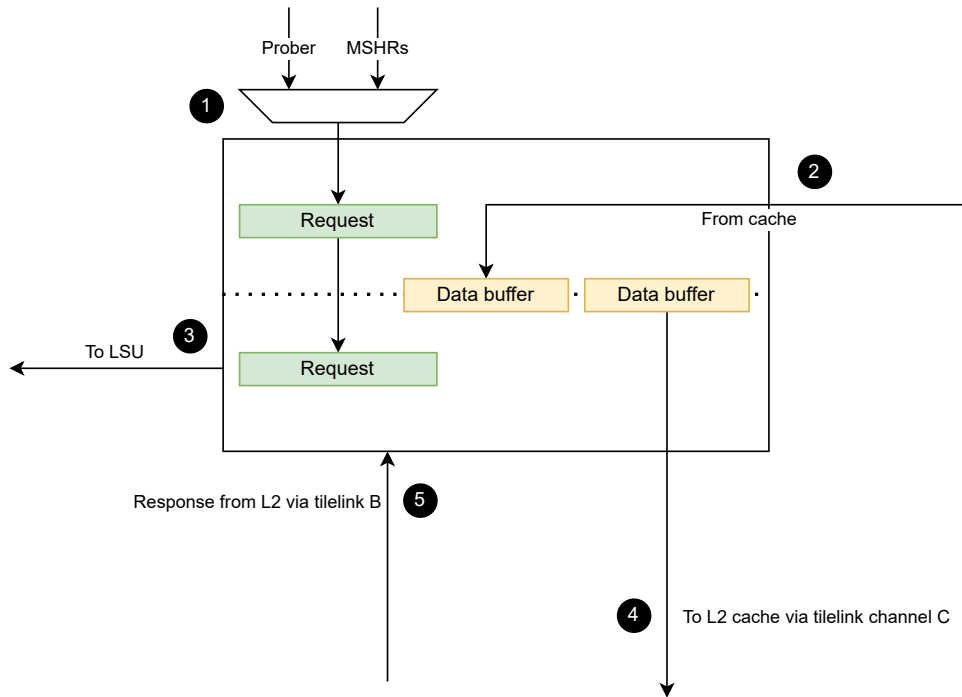 Prober
MSHRs
1
2
Request
From cache
Data buffer
Data buffer
3
To LSU
Request
Response from L2 via tilelink B
5
4
To L2 cache via tilelink channel C